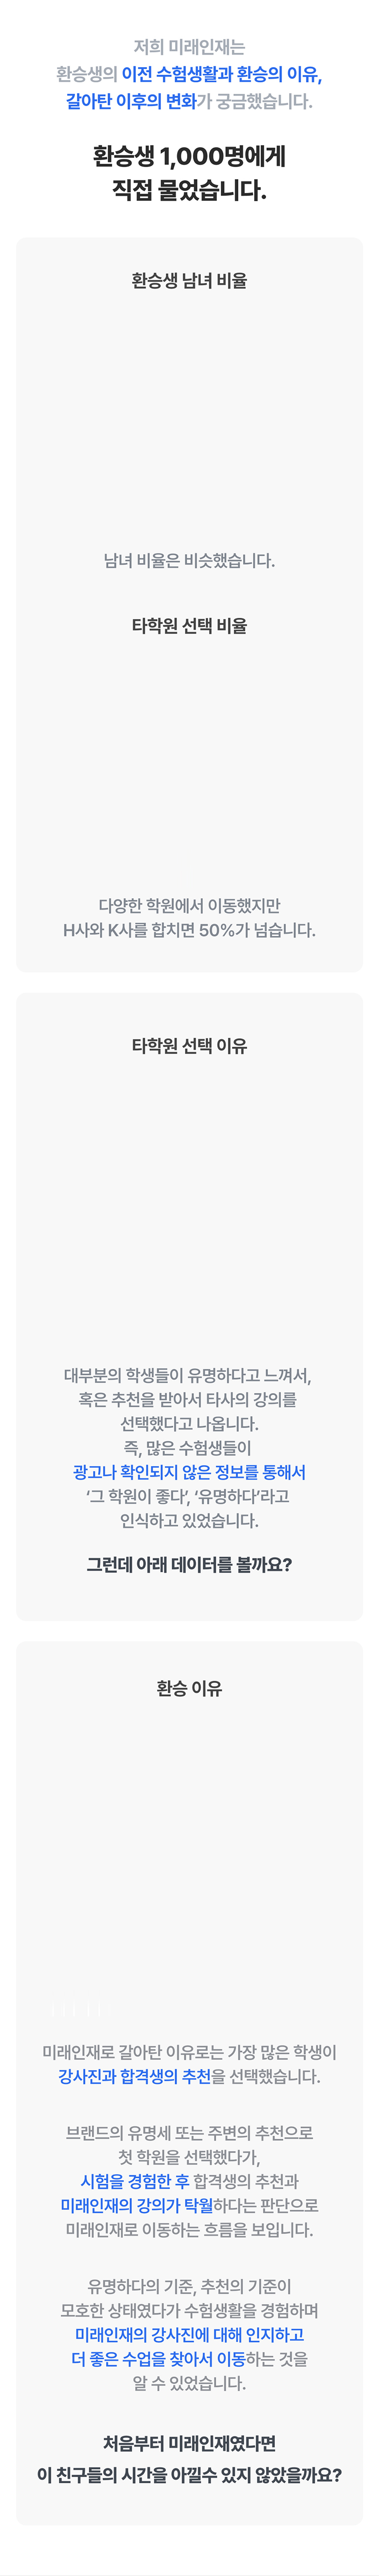 저희 미래인재는
환승생의 이전 수험생활과 환승의 이유,
갈아탄 이후의 변화가 궁금했습니다.
환승생 1,000명에게
직접 물었습니다.
환승생 남녀 비율
남녀 비율은 비슷했습니다.
타학원 선택 비율
다양한 학원에서 이동했지만
H사와 K사를 합치면 50%가 넘습니다.
타학원 선택 이유
대부분의 학생들이 유명하다고 느껴서,
혹은 추천을 받아서 타사의 강의를
선택했다고 나옵니다.
즉, 많은 수험생들이
광고나 확인되지 않은 정보를 통해서
‘그 학원이 좋다’, ‘유명하다’라고
인식하고 있었습니다.
그런데 아래 데이터를 볼까요?
환승 이유
미래인재로 갈아탄 이유로는 가장 많은 학생이
강사진과 합격생의 추천을 선택했습니다.
브랜드의 유명세 또는 주변의 추천으로
첫 학원을 선택했다가,
시험을 경험한 후 합격생의 추천과
미래인재의 강의가 탁월하다는 판단으로
미래인재로 이동하는 흐름을 보입니다.
유명하다의 기준, 추천의 기준이
모호한 상태였다가 수험생활을 경험하며
미래인재의 강사진에 대해 인지하고
더 좋은 수업을 찾아서 이동하는 것을
알 수 있었습니다.
처음부터 미래인재였다면
이 친구들의 시간을 아낄수 있지 않았을까요?